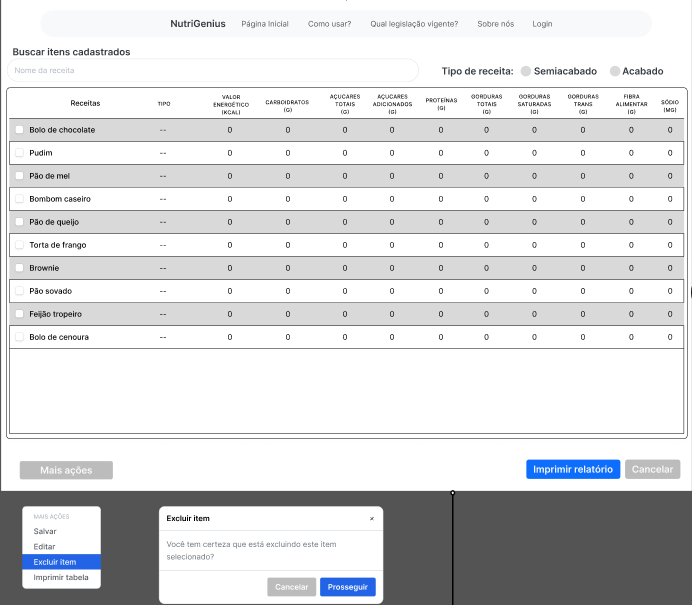 NutriGenius Página Inicial Como usar? Qual legislação vigente? Sobre nós Login
Buscar itens cadastrados
Nome da receita
Tipo de receita: Semiacabado Acabado
Receitas TIPO VALOR ENERGÉTICO (KCAL) CARBOIDRATOS (G) AÇUCARES TOTAIS (G) AÇUCARES ADICIONADOS (G) PROTEÍNAS (G) GORDURAS TOTAIS (G) GORDURAS SATURADAS (G) GORDURAS TRANS (G) FIBRA ALIMENTAR (G) SÓDIO (MG)
Bolo de chocolate -- 0 0 0 0 0 0 0 0 0 0
Pudim -- 0 0 0 0 0 0 0 0 0 0
Pão de mel -- 0 0 0 0 0 0 0 0 0 0
Bombom caseiro -- 0 0 0 0 0 0 0 0 0 0
Pão de queijo -- 0 0 0 0 0 0 0 0 0 0
Torta de frango -- 0 0 0 0 0 0 0 0 0 0
Brownie -- 0 0 0 0 0 0 0 0 0 0
Pão sovado -- 0 0 0 0 0 0 0 0 0 0
Feijão tropeiro -- 0 0 0 0 0 0 0 0 0 0
Bolo de cenoura -- 0 0 0 0 0 0 0 0 0 0
Mais ações Imprimir relatório Cancelar
MAIS AÇÕES
Salvar
Editar
Excluir item
Imprimir tabela
Excluir item ×
Você tem certeza que está excluindo este item
selecionado?
Cancelar Prosseguir